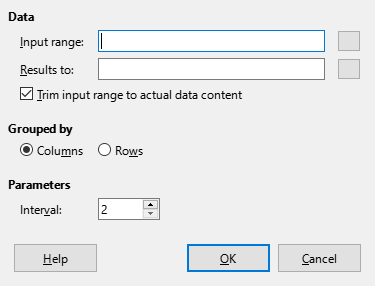 Data
Input range:
Results to:
Trim input range to actual data content
Grouped by
Columns Rows
Parameters
Interval: 2
Help OK Cancel